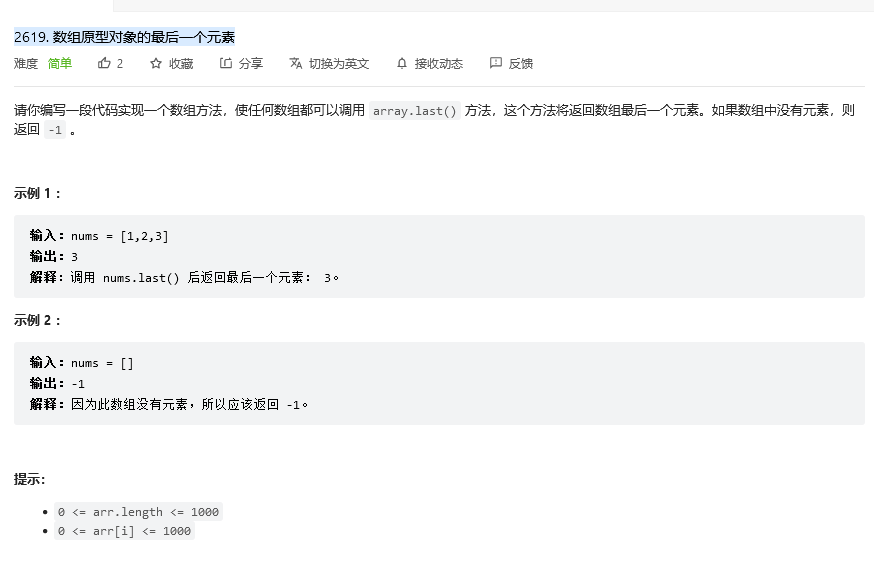 2619. 数组原型对象的最后一个元素
难度 简单 2 收藏 分享 切换为英文 接收动态 反馈
请你编写一段代码实现一个数组方法，使任何数组都可以调用 array.last() 方法，这个方法将返回数组最后一个元素。如果数组中没有元素，则
返回 -1 。
示例 1 ：
输入：nums = [1,2,3]
输出：3
解释：调用 nums.last() 后返回最后一个元素： 3。
示例 2 ：
输入：nums = []
输出：-1
解释：因为此数组没有元素，所以应该返回 -1。
提示：
0 <= arr.length <= 1000
0 <= arr[i] <= 1000